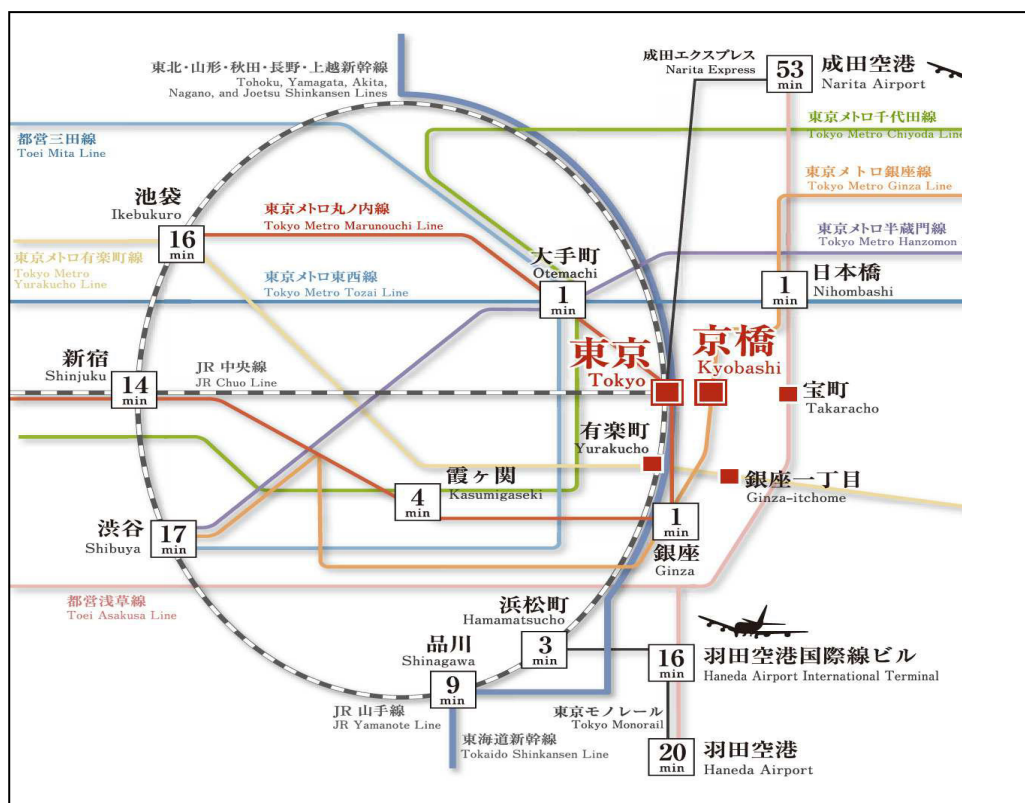 東北・山形・秋田・長野・上越新幹線
Tohoku, Yamagata, Akita,
Nagano, and Joetsu Shinkansen Lines
成田エクスプレス
Narita Express
53
min
成田空港
Narita Airport
都営三田線
Toei Mita Line
東京メトロ千代田線
Tokyo Metro Chiyoda Line
池袋
Ikebukuro
16
min
東京メトロ丸ノ内線
Tokyo Metro Marunouchi Line
東京メトロ銀座線
Tokyo Metro Ginza Line
東京メトロ有楽町線
Tokyo Metro
Yurakucho Line
東京メトロ東西線
Tokyo Metro Tozai Line
大手町
Otemachi
1
min
東京メトロ半蔵門線
Tokyo Metro Hanzomon
日本橋
Nihombashi
1
min
新宿
Shinjuku
14
min
JR 中央線
JR Chuo Line
東京
Tokyo
京橋
Kyobashi
宝町
Takaracho
有楽町
Yurakucho
銀座一丁目
Ginza-itchome
霞ヶ関
Kasumigaseki
4
min
渋谷
Shibuya
17
min
1
min
銀座
Ginza
都営浅草線
Toei Asakusa Line
浜松町
Hamamatsucho
3
min
品川
Shinagawa
9
min
16
min
羽田空港国際線ビル
Haneda Airport International Terminal
JR 山手線
JR Yamanote Line
東京モノレール
Tokyo Monorail
東海道新幹線
Tokaido Shinkansen Line
20
min
羽田空港
Haneda Airport